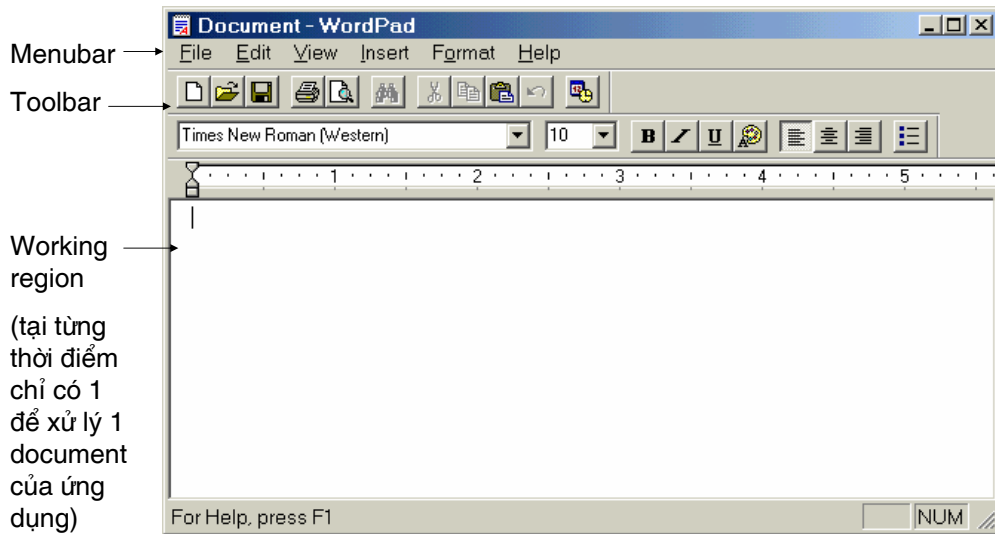 Document - WordPad
Menubar
File Edit View Insert Format Help
Toolbar
Times New Roman (Western) 10 B I U
1 2 3 4 5
Working
region
(tại từng
thời điểm
chỉ có 1
để xử lý 1
document
của ứng
dụng)
For Help, press F1 NUM